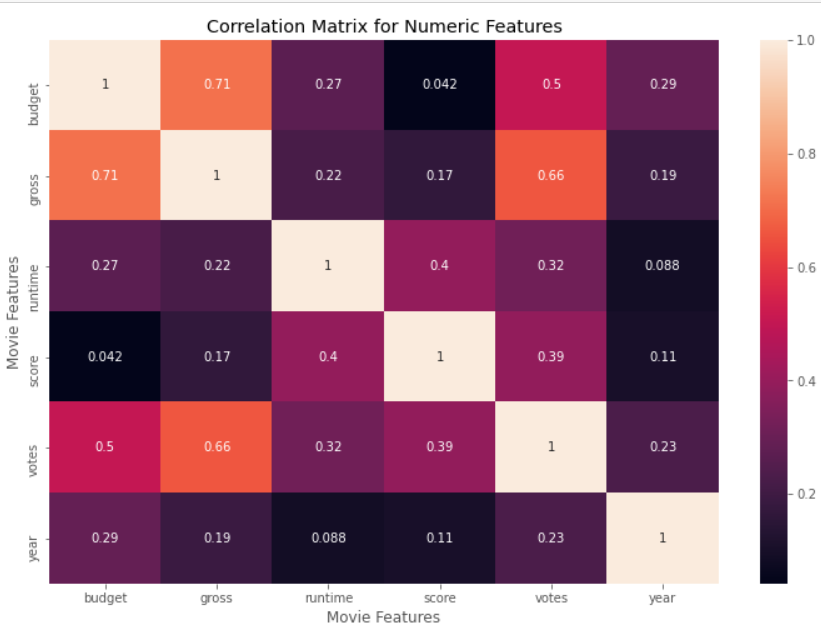 Correlation Matrix for Numeric Features
budget 1 0.71 0.27 0.042 0.5 0.29
gross 0.71 1 0.22 0.17 0.66 0.19
runtime 0.27 0.22 1 0.4 0.32 0.088
score 0.042 0.17 0.4 1 0.39 0.11
votes 0.5 0.66 0.32 0.39 1 0.23
year 0.29 0.19 0.088 0.11 0.23 1
Movie Features
budget gross runtime score votes year
Movie Features
1.0
0.8
0.6
0.4
0.2